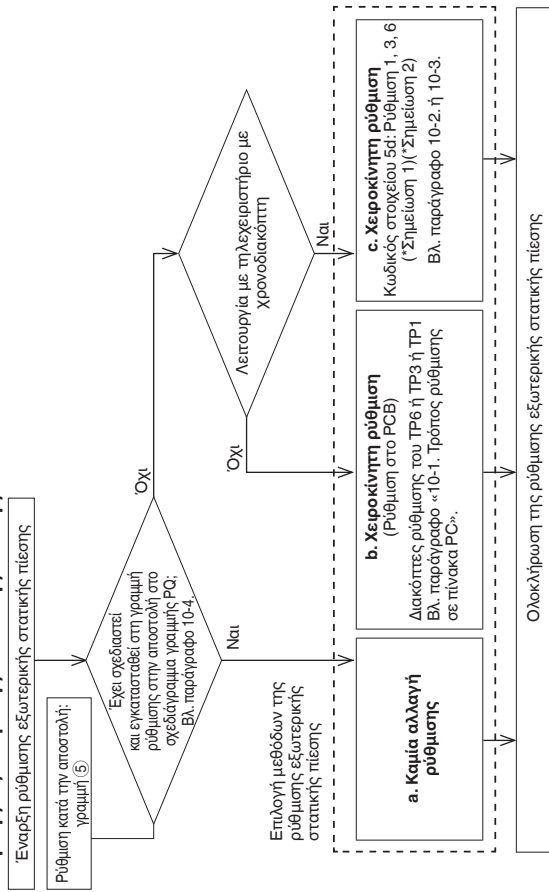 Έναρξη ρύθμισης εξωτερικής στατικής πίεσης
Ρύθμιση κατά την αποστολή:
γραμμή ⑤
Έχει σχεδιαστεί
και εγκατασταθεί στη γραμμή
ρύθμισης στην αποστολή στο
σχεδιάγραμμα γραμμής PQ;
Βλ. παράγραφο 10-4.
Όχι
Ναι
Λειτουργία με τηλεχειριστήριο με
χρονοδιακόπτη
Όχι
Ναι
Επιλογή μεθόδων της
ρύθμισης εξωτερικής
στατικής πίεσης
a. Καμία αλλαγή
ρύθμισης
b. Χειροκίνητη ρύθμιση
(Ρύθμιση στο PCB)
Διακόπτες ρύθμισης του TP6 ή TP3 ή TP1
Βλ. παράγραφο «10-1. Τρόπος ρύθμισης
σε πίνακα PC».
c. Χειροκίνητη ρύθμιση
Κωδικός στοιχείου 5d: Ρύθμιση 1, 3, 6
(*Σημείωση 1)(*Σημείωση 2)
Βλ. παράγραφο 10-2. ή 10-3.
Ολοκλήρωση της ρύθμισης εξωτερικής στατικής πίεσης